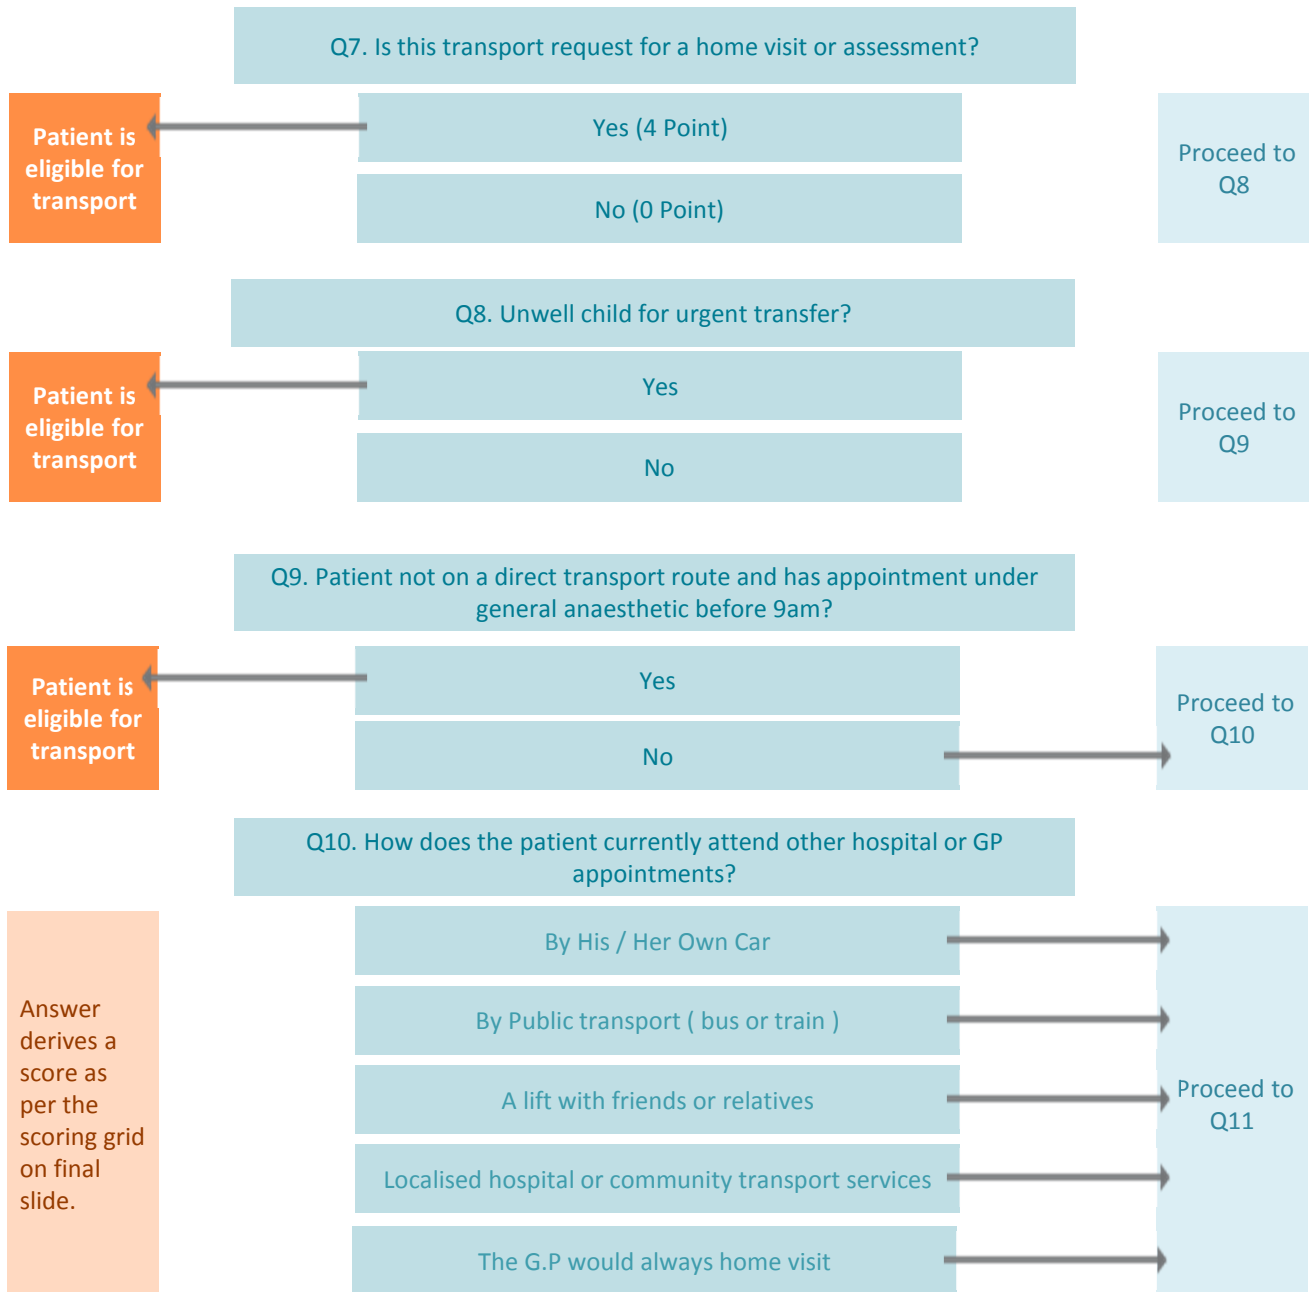 Q7. Is this transport request for a home visit or assessment?
Patient is
eligible for
transport
Yes (4 Point)
No (0 Point)
Proceed to
Q8
Q8. Unwell child for urgent transfer?
Patient is
eligible for
transport
Yes
No
Proceed to
Q9
Q9. Patient not on a direct transport route and has appointment under
general anaesthetic before 9am?
Patient is
eligible for
transport
Yes
No
Proceed to
Q10
Q10. How does the patient currently attend other hospital or GP
appointments?
Answer
derives a
score as
per the
scoring grid
on final
slide.
By His / Her Own Car
By Public transport ( bus or train )
A lift with friends or relatives
Localised hospital or community transport services
The G.P would always home visit
Proceed to
Q11